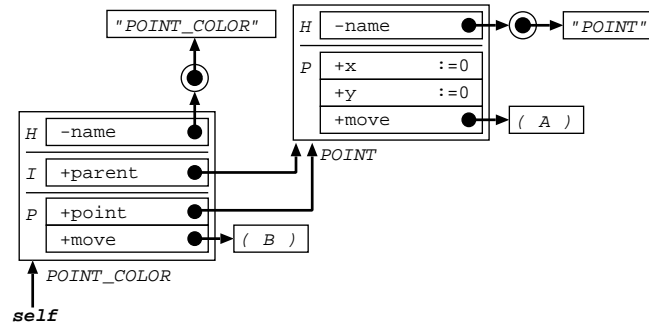 "POINT_COLOR"
H -name "POINT"
P +x :=0
+y :=0
+move ( A )
POINT
H -name
I +parent
P +point
+move ( B )
POINT_COLOR
self